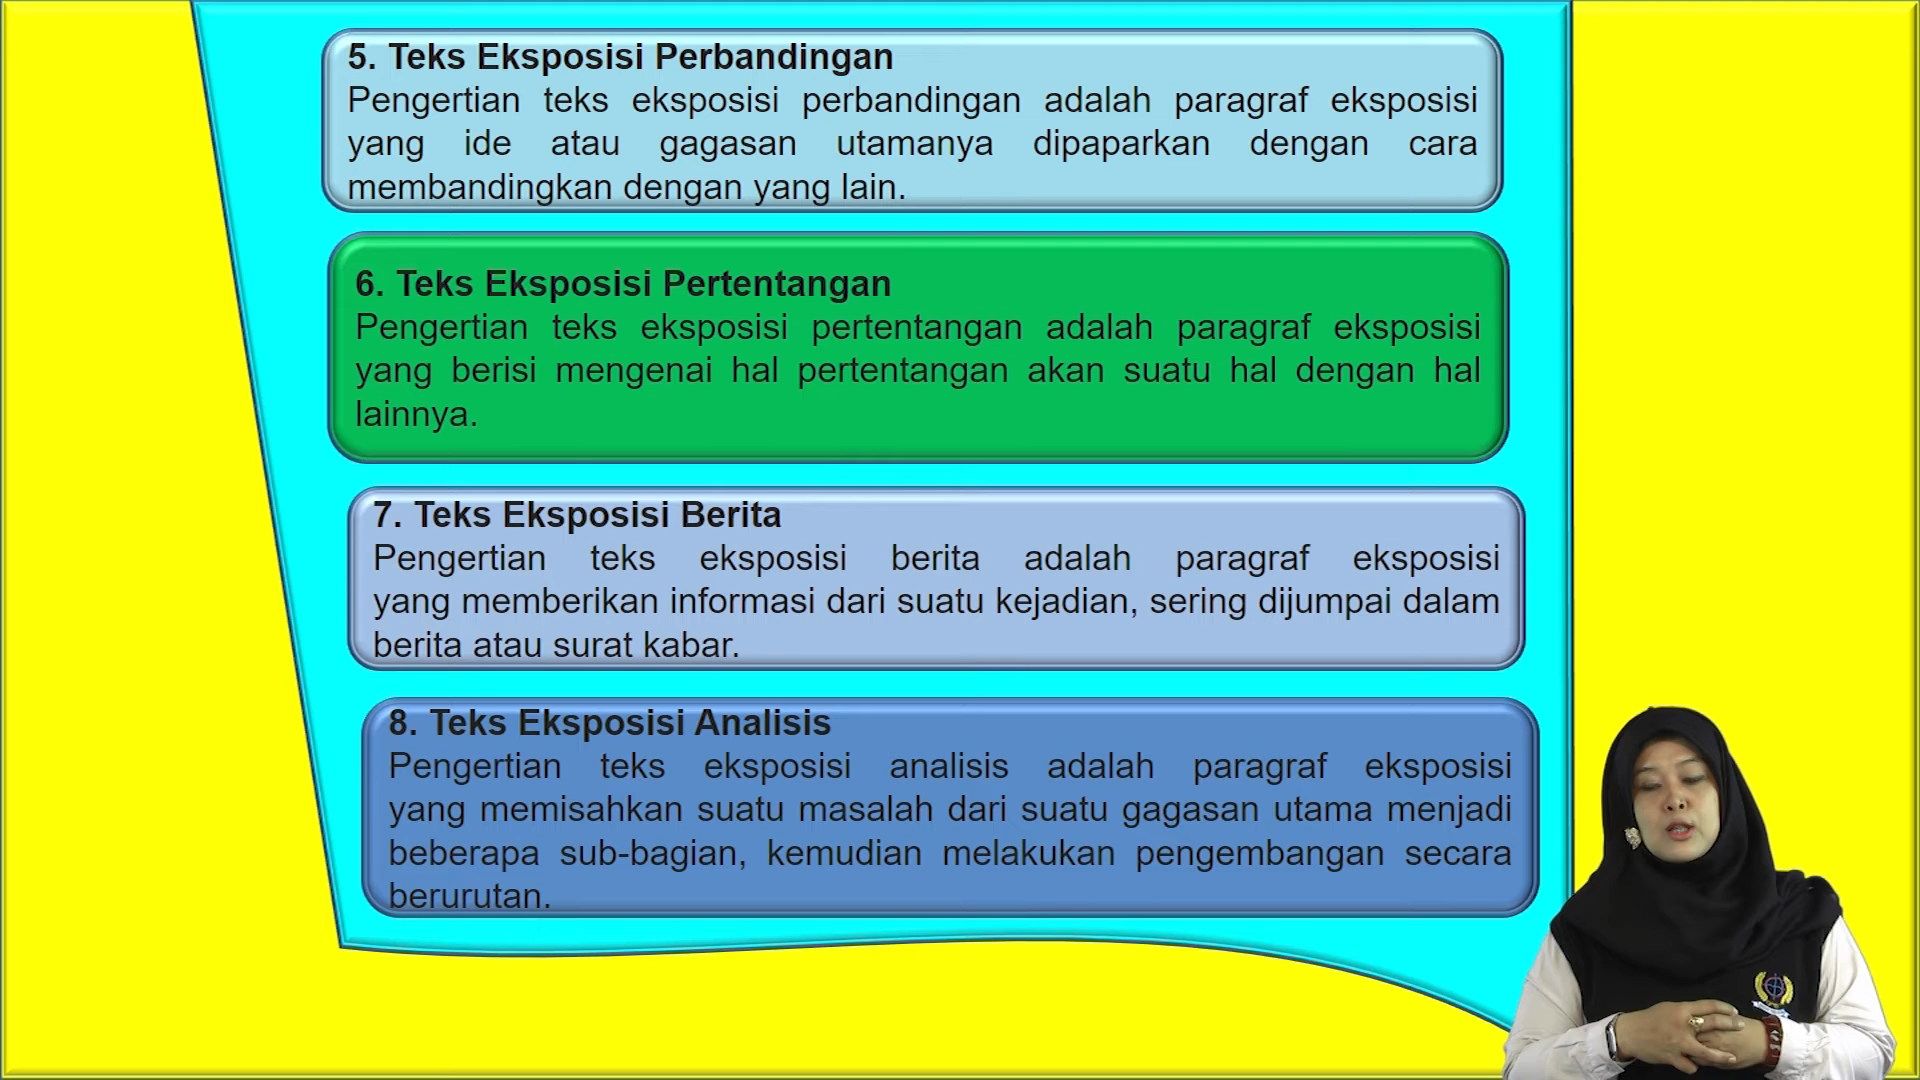 5. Teks Eksposisi Perbandingan
Pengertian teks eksposisi perbandingan adalah paragraf eksposisi
yang ide atau gagasan utamanya dipaparkan dengan cara
membandingkan dengan yang lain.
6. Teks Eksposisi Pertentangan
Pengertian teks eksposisi pertentangan adalah paragraf eksposisi
yang berisi mengenai hal pertentangan akan suatu hal dengan hal
lainnya.
7. Teks Eksposisi Berita
Pengertian teks eksposisi berita adalah paragraf eksposisi
yang memberikan informasi dari suatu kejadian, sering dijumpai dalam
berita atau surat kabar.
8. Teks Eksposisi Analisis
Pengertian teks eksposisi analisis adalah paragraf eksposisi
yang memisahkan suatu masalah dari suatu gagasan utama menjadi
beberapa sub-bagian, kemudian melakukan pengembangan secara
berurutan.